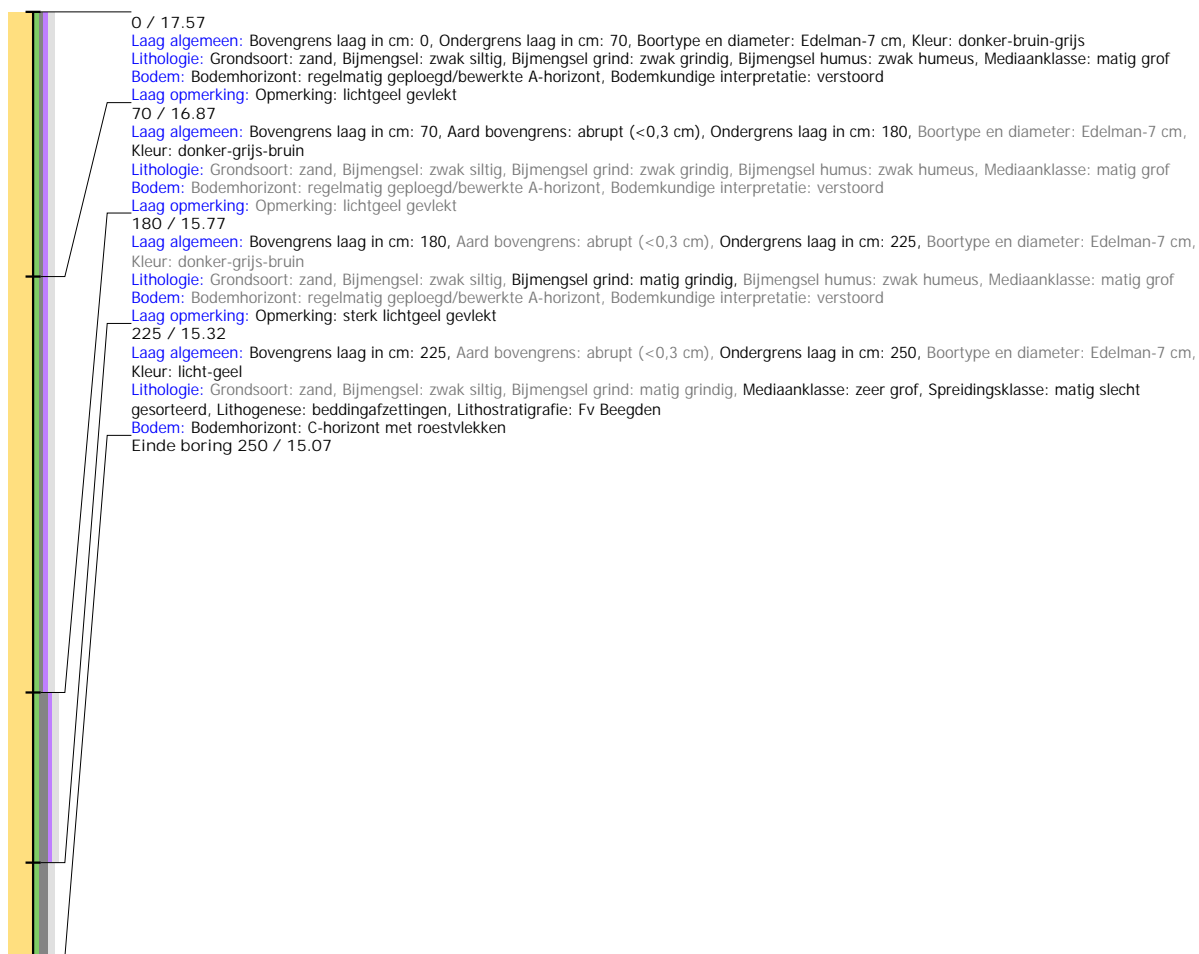 0 / 17.57
Laag algemeen: Bovengrens laag in cm: 0, Ondergrens laag in cm: 70, Boortype en diameter: Edelman-7 cm, Kleur: donker-bruin-grijs
Lithologie: Grondsoort: zand, Bijmengsel: zwak siltig, Bijmengsel grind: zwak grindig, Bijmengsel humus: zwak humeus, Mediaanklasse: matig grof
Bodem: Bodemhorizont: regelmatig geploegd/bewerkte A-horizont, Bodemkundige interpretatie: verstoord
Laag opmerking: Opmerking: lichtgeel gevlekt
70 / 16.87
Laag algemeen: Bovengrens laag in cm: 70, Aard bovengrens: abrupt (<0,3 cm), Ondergrens laag in cm: 180, Boortype en diameter: Edelman-7 cm,
Kleur: donker-grijs-bruin
Lithologie: Grondsoort: zand, Bijmengsel: zwak siltig, Bijmengsel grind: zwak grindig, Bijmengsel humus: zwak humeus, Mediaanklasse: matig grof
Bodem: Bodemhorizont: regelmatig geploegd/bewerkte A-horizont, Bodemkundige interpretatie: verstoord
Laag opmerking: Opmerking: lichtgeel gevlekt
180 / 15.77
Laag algemeen: Bovengrens laag in cm: 180, Aard bovengrens: abrupt (<0,3 cm), Ondergrens laag in cm: 225, Boortype en diameter: Edelman-7 cm,
Kleur: donker-grijs-bruin
Lithologie: Grondsoort: zand, Bijmengsel: zwak siltig, Bijmengsel grind: matig grindig, Bijmengsel humus: zwak humeus, Mediaanklasse: matig grof
Bodem: Bodemhorizont: regelmatig geploegd/bewerkte A-horizont, Bodemkundige interpretatie: verstoord
Laag opmerking: Opmerking: sterk lichtgeel gevlekt
225 / 15.32
Laag algemeen: Bovengrens laag in cm: 225, Aard bovengrens: abrupt (<0,3 cm), Ondergrens laag in cm: 250, Boortype en diameter: Edelman-7 cm,
Kleur: licht-geel
Lithologie: Grondsoort: zand, Bijmengsel: zwak siltig, Bijmengsel grind: matig grindig, Mediaanklasse: zeer grof, Spreidingsklasse: matig slecht
gesorteerd, Lithogenese: beddingafzettingen, Lithostratigrafie: Fv Beegden
Bodem: Bodemhorizont: C-horizont met roestvlekken
Einde boring 250 / 15.07